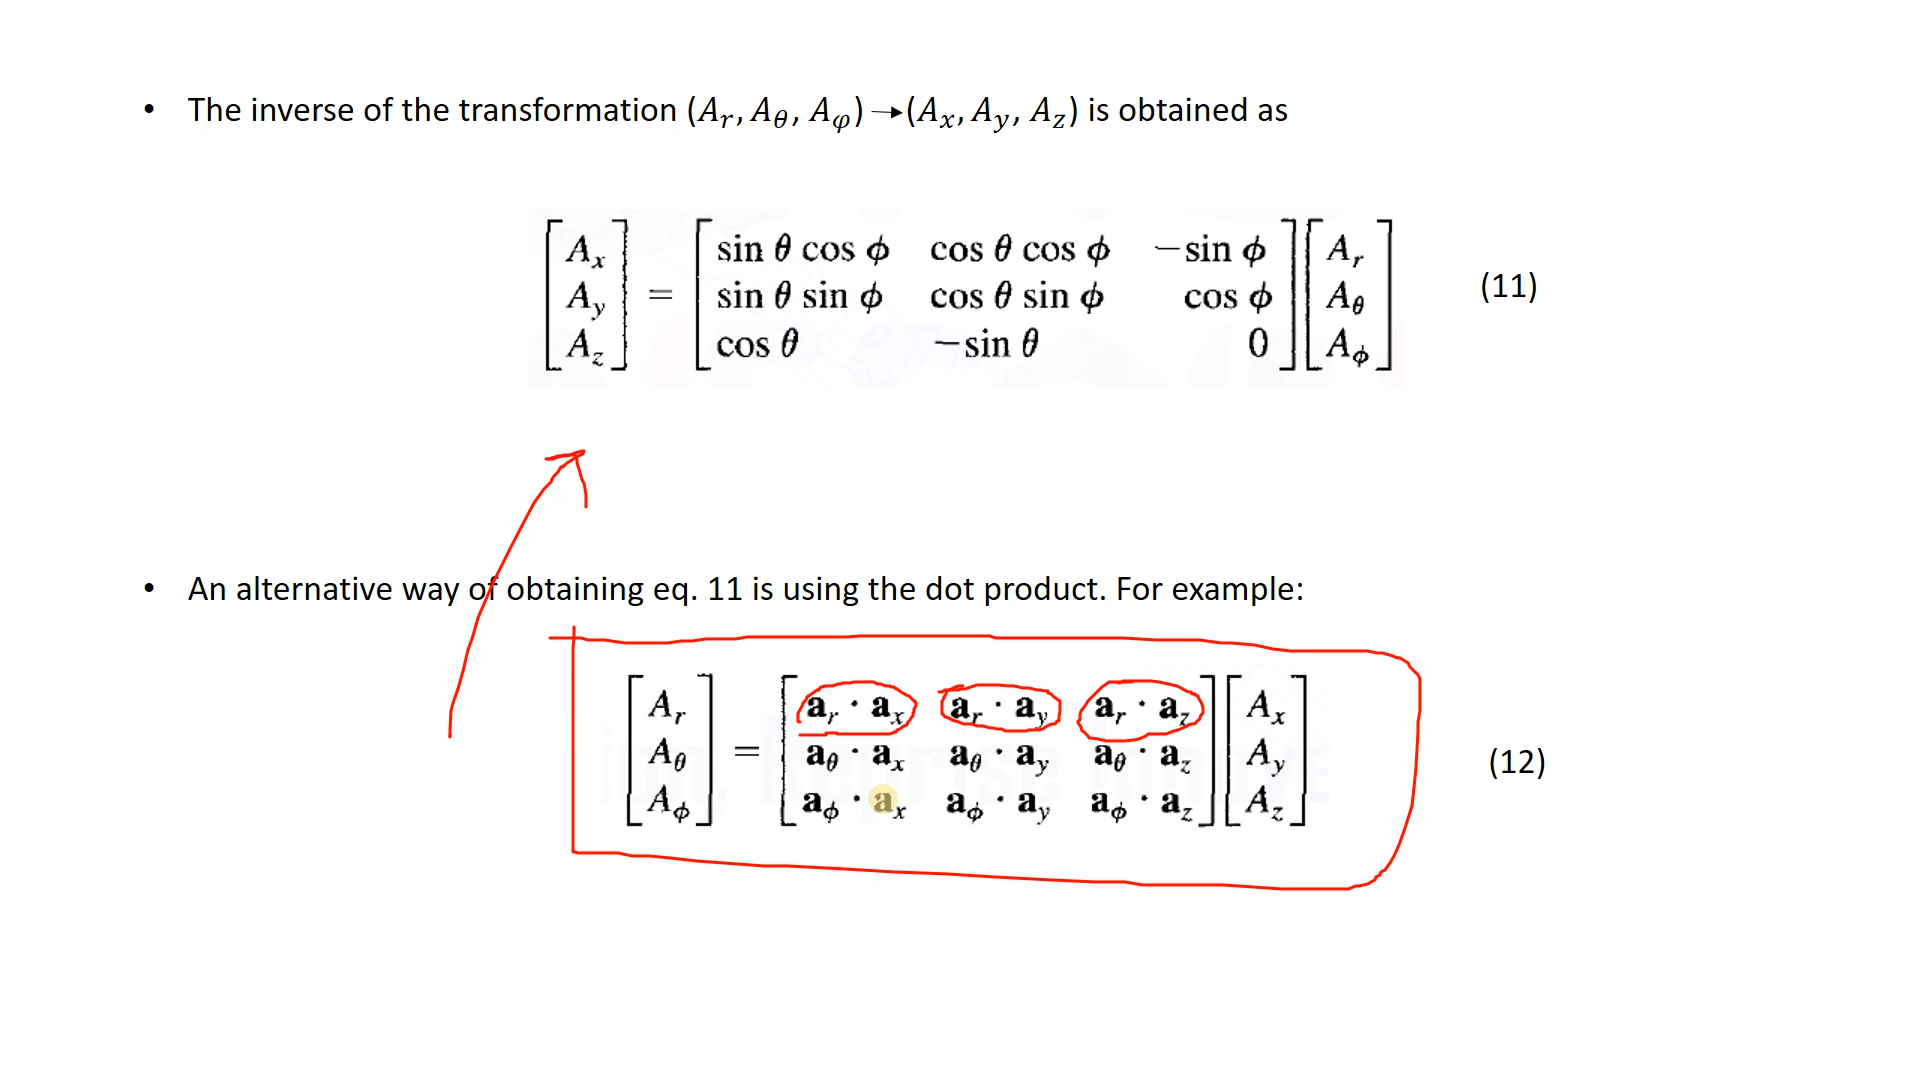 • The inverse of the transformation (A_r, A_θ, A_φ) → (A_x, A_y, A_z) is obtained as
[A_x] = [sin θ cos ϕ cos θ cos ϕ −sin ϕ] [A_r]
[A_y] [sin θ sin ϕ cos θ sin ϕ cos ϕ] [A_θ] (11)
[A_z] [cos θ −sin θ 0] [A_ϕ]
• An alternative way of obtaining eq. 11 is using the dot product. For example:
[A_r] = [a_r · a_x a_r · a_y a_r · a_z] [A_x]
[A_θ] [a_θ · a_x a_θ · a_y a_θ · a_z] [A_y] (12)
[A_ϕ] [a_ϕ · a_x a_ϕ · a_y a_ϕ · a_z] [A_z]